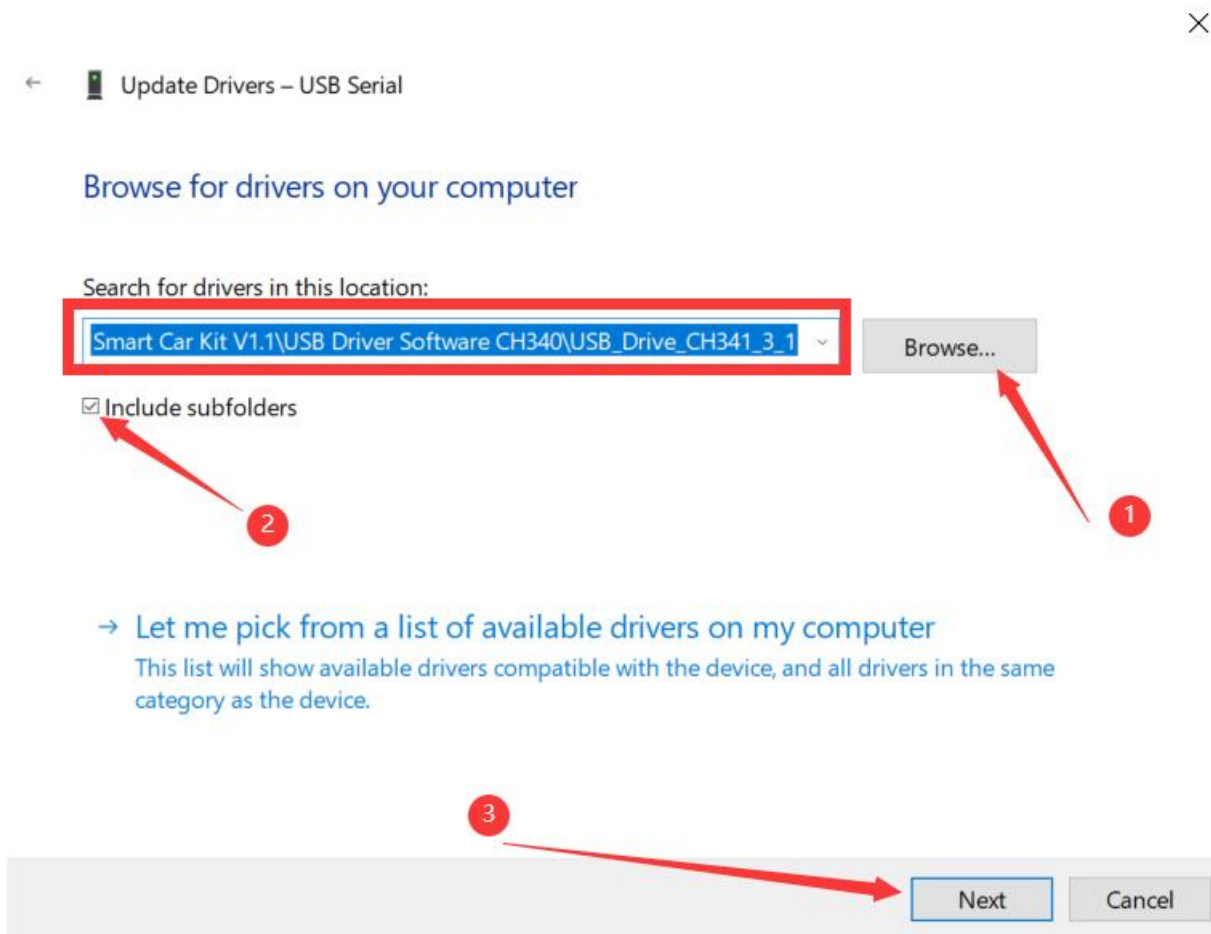 Update Drivers – USB Serial
Browse for drivers on your computer
Search for drivers in this location:
Smart Car Kit V1.1\USB Driver Software CH340\USB_Drive_CH341_3_1
Browse...
Include subfolders
2
1
Let me pick from a list of available drivers on my computer
This list will show available drivers compatible with the device, and all drivers in the same
category as the device.
3
Next
Cancel